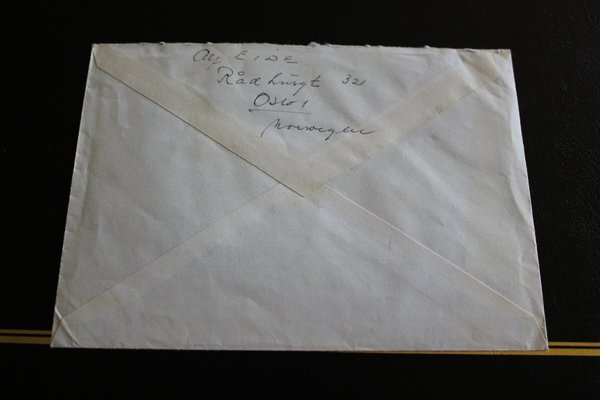 EIDE
Rådhusgt 32
Oslo 1
Norwegen